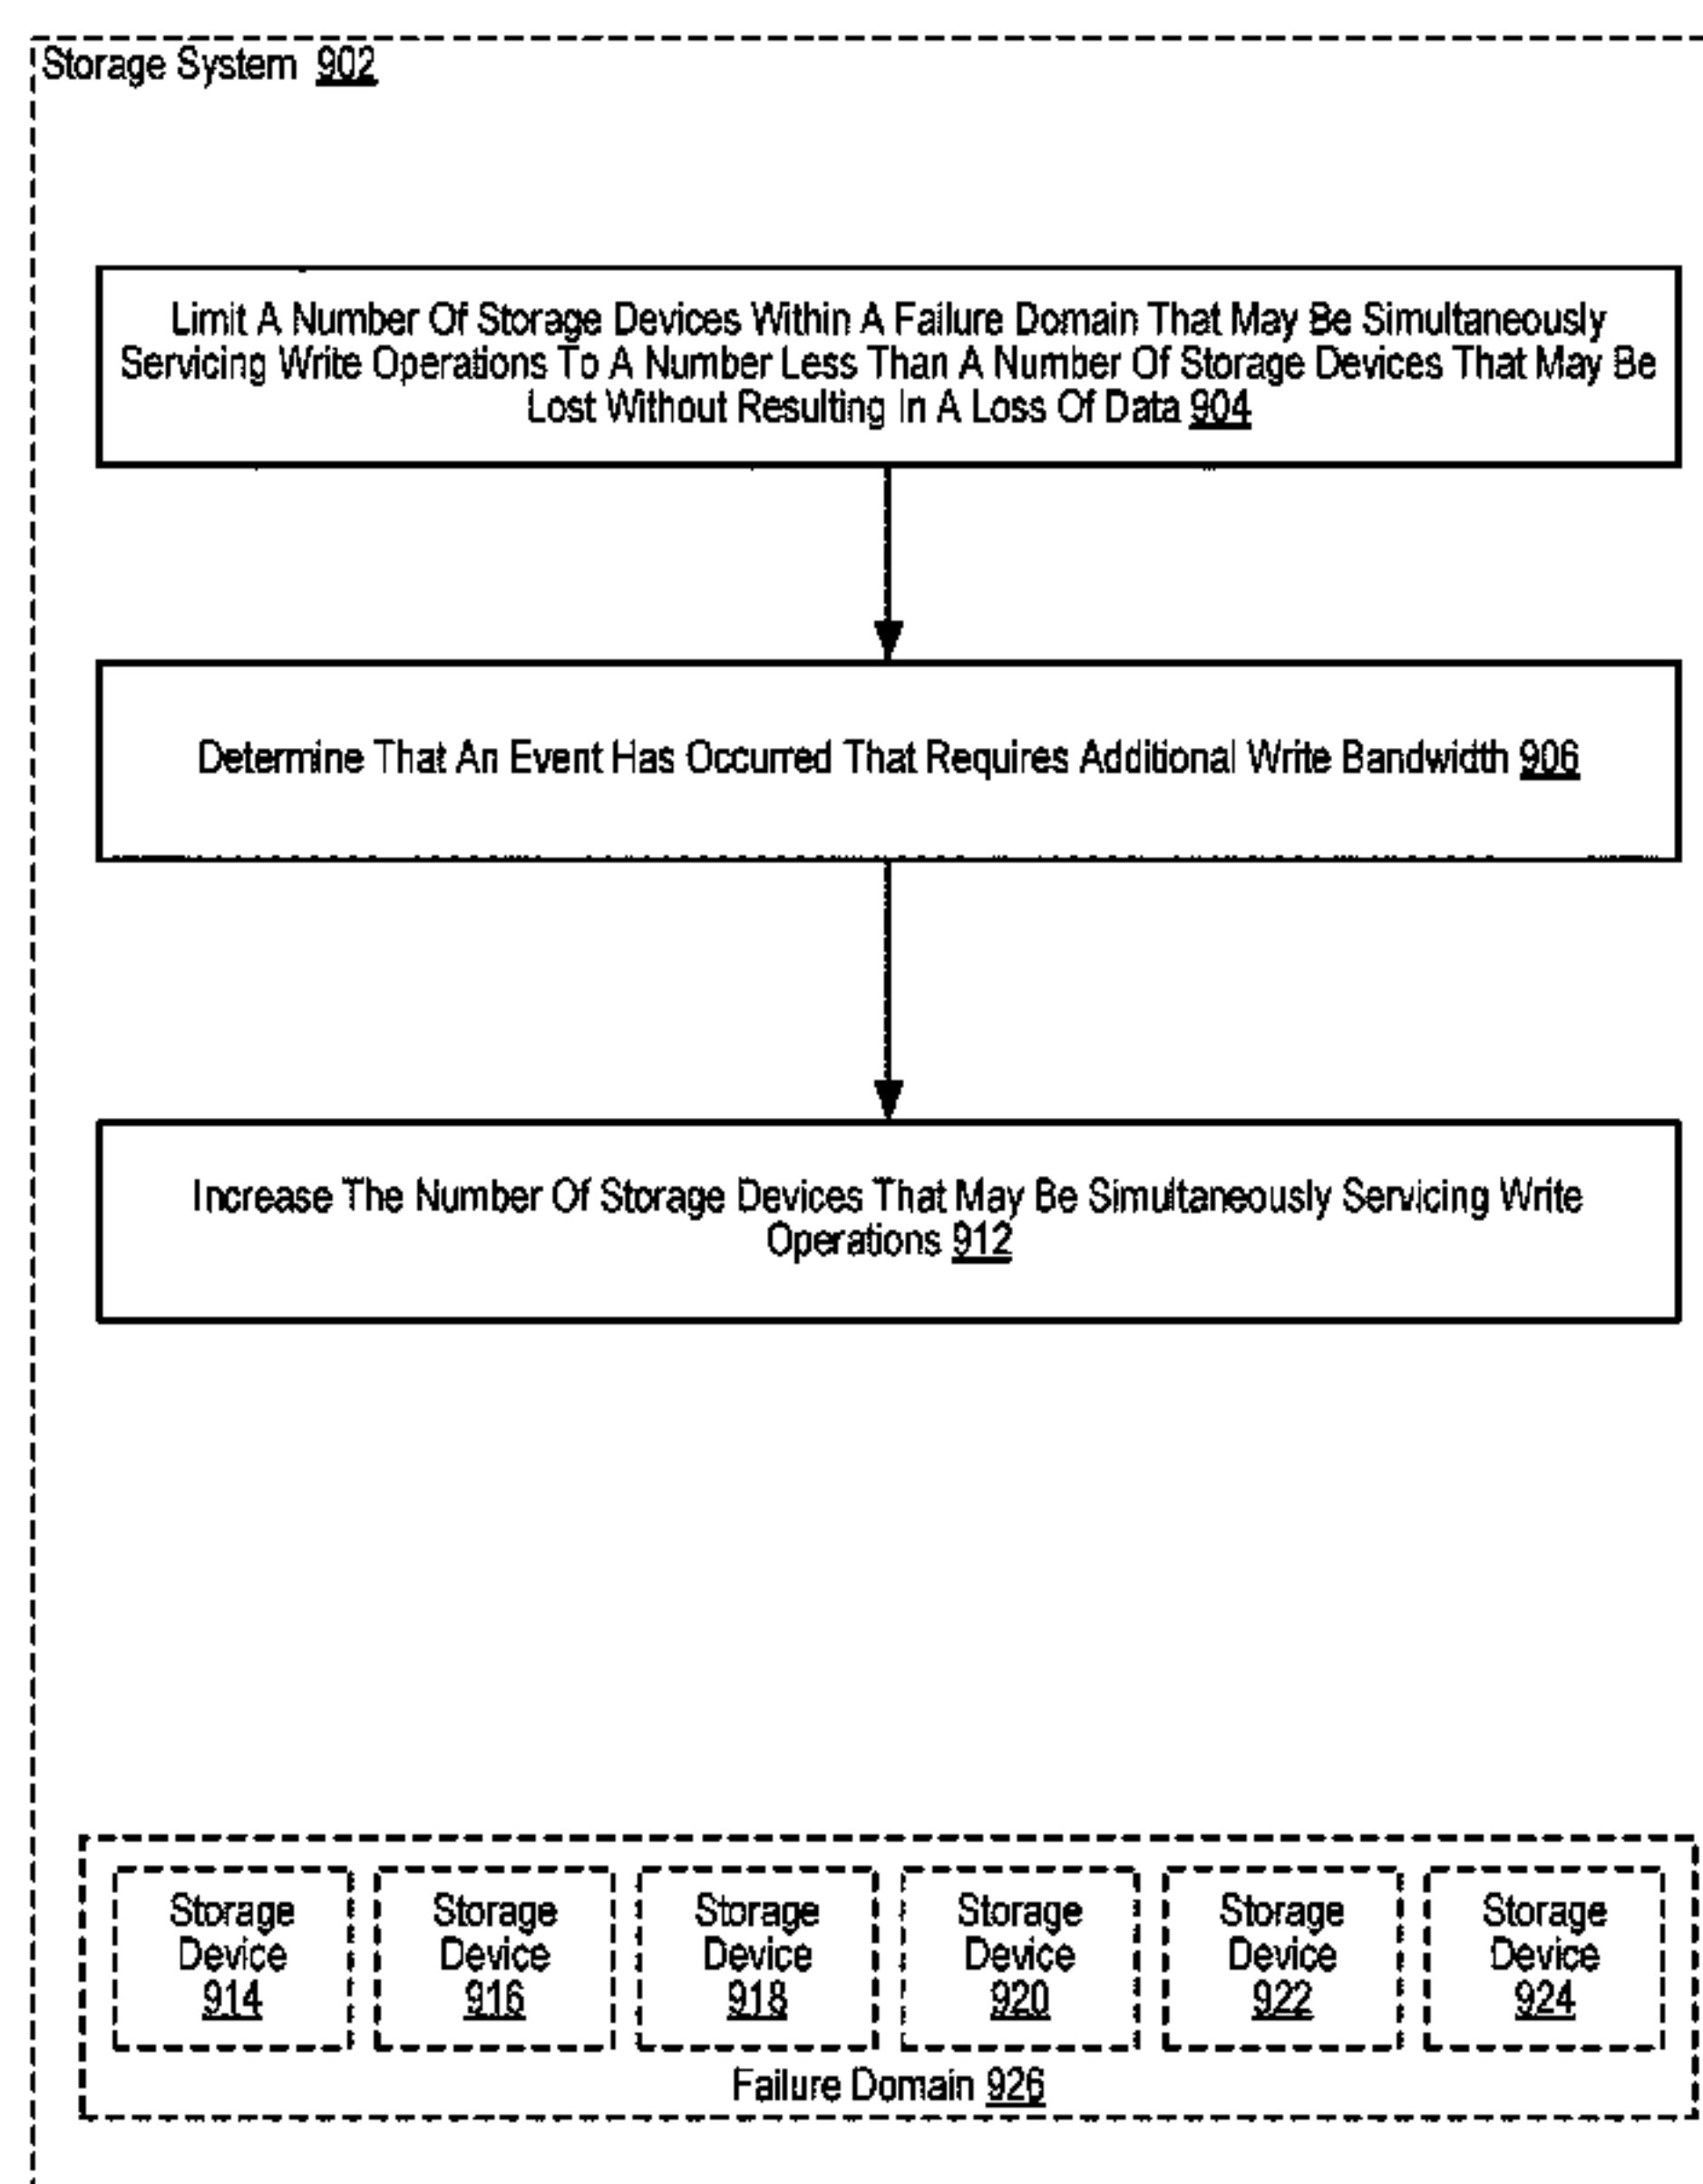 Storage System 902
Limit A Number Of Storage Devices Within A Failure Domain That May Be Simultaneously
Servicing Write Operations To A Number Less Than A Number Of Storage Devices That May Be
Lost Without Resulting In A Loss Of Data 904
Determine That An Event Has Occurred That Requires Additional Write Bandwidth 906
Increase The Number Of Storage Devices That May Be Simultaneously Servicing Write
Operations 912
Storage
Device
914
Storage
Device
916
Storage
Device
918
Storage
Device
920
Storage
Device
922
Storage
Device
924
Failure Domain 926